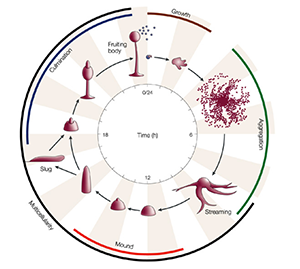 Growth
Fruiting
body
Culmination
0/24
Aggregation
18
Time (h)
6
12
Slug
Streaming
Multicellularity
Mound